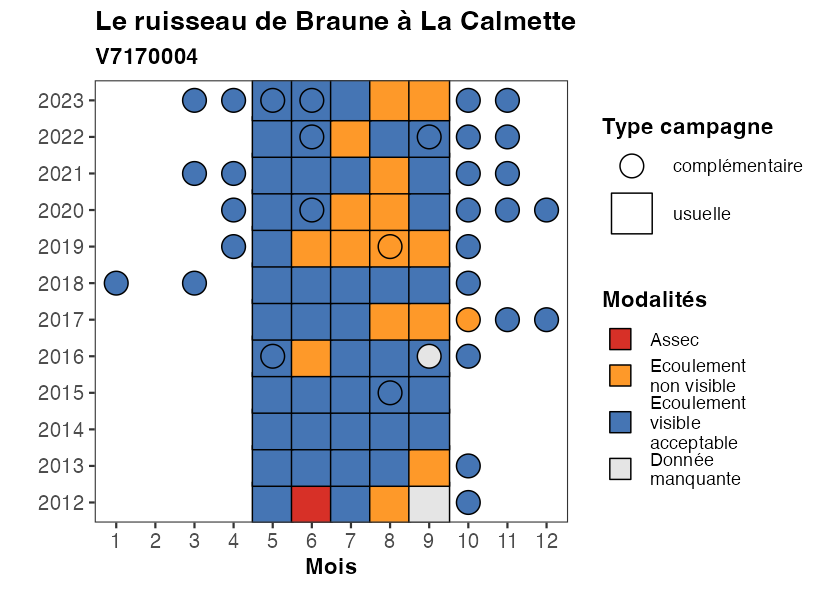 Le ruisseau de Braune à La Calmette
V7170004
2023
2022
2021
2020
2019
2018
2017
2016
2015
2014
2013
2012
1 2 3 4 5 6 7 8 9 10 11 12
Mois
Type campagne
complémentaire
usuelle
Modalités
Assec
Ecoulement
non visible
Ecoulement
visible
acceptable
Donnée
manquante